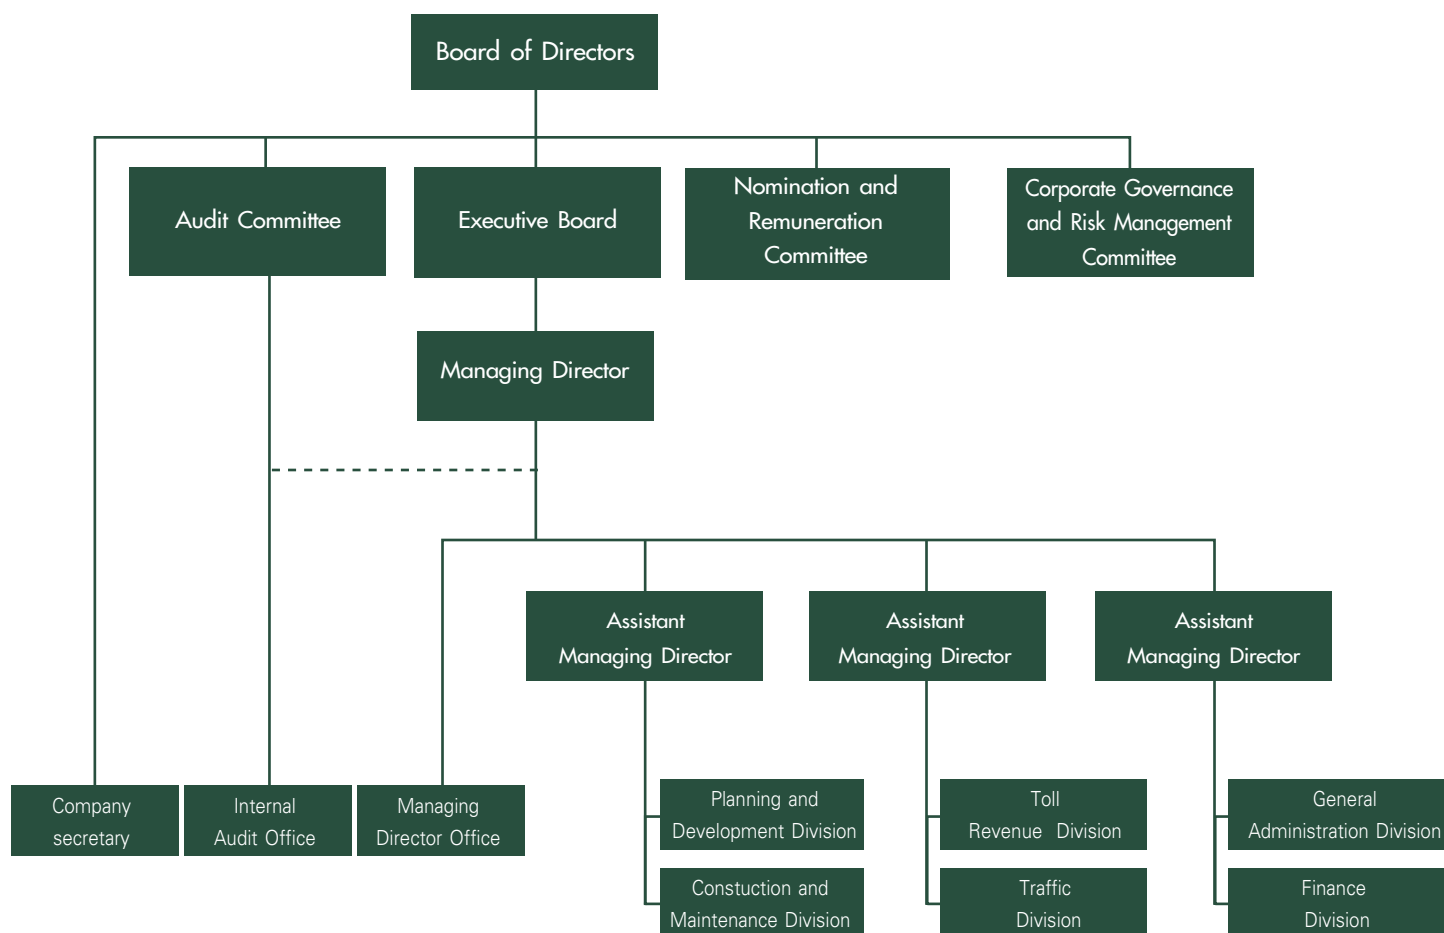 Board of Directors
Audit Committee
Executive Board
Nomination and
Remuneration
Committee
Corporate Governance
and Risk Management
Committee
Managing Director
Assistant
Managing Director
Assistant
Managing Director
Assistant
Managing Director
Company
secretary
Internal
Audit Office
Managing
Director Office
Planning and
Development Division
Toll
Revenue Division
General
Administration Division
Constuction and
Maintenance Division
Traffic
Division
Finance
Division